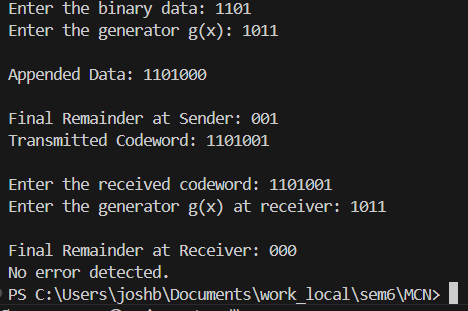 Enter the binary data: 1101
Enter the generator g(x): 1011
Appended Data: 1101000
Final Remainder at Sender: 001
Transmitted Codeword: 1101001
Enter the received codeword: 1101001
Enter the generator g(x) at receiver: 1011
Final Remainder at Receiver: 000
No error detected.
PS C:\Users\joshb\Documents\work_local\sem6\MCN>